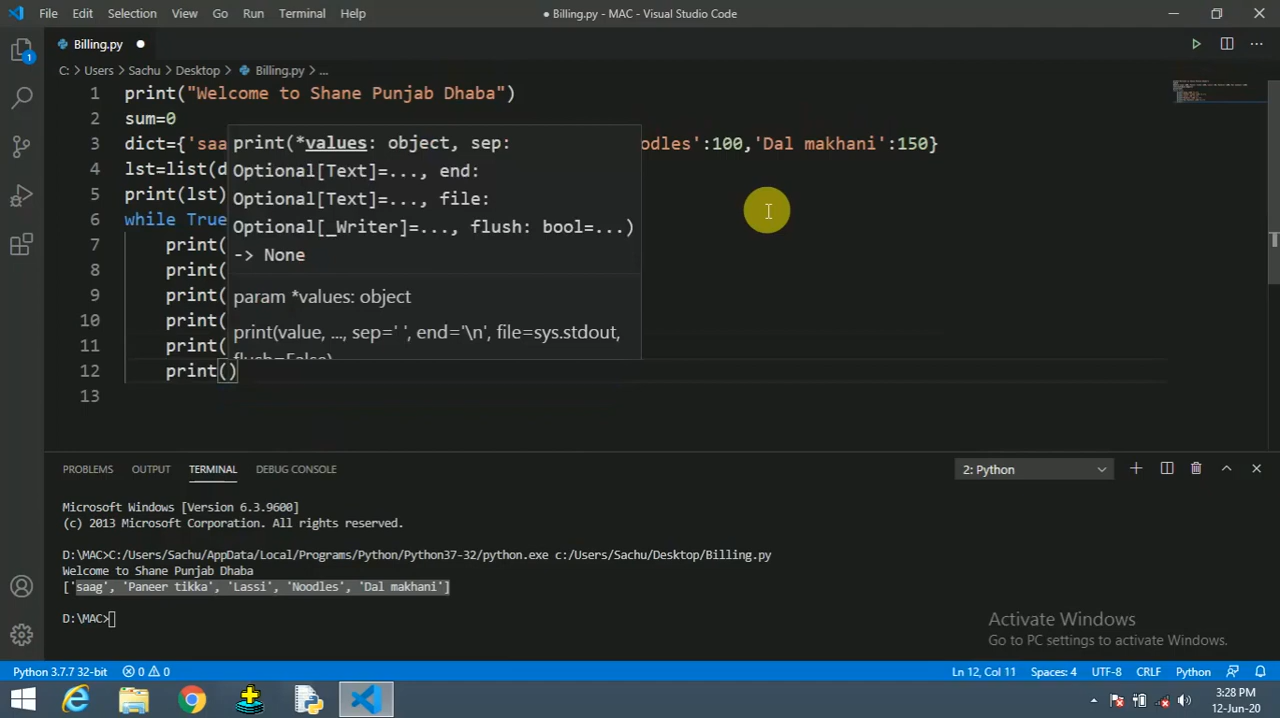 File Edit Selection View Go Run Terminal Help
● Billing.py - MAC - Visual Studio Code
1
Billing.py ●
C: > Users > Sachu > Desktop > Billing.py > ...
1 print("Welcome to Shane Punjab Dhaba")
2 sum=0
3 dict={'saa odles':100,'Dal makhani':150}
4 lst=list(d
5 print(lst)
6 while True
7 print(
8 print(
9 print(
10 print(
11 print(
12 print()
13
print(*values: object, sep:
Optional[Text]=..., end:
Optional[Text]=..., file:
Optional[_Writer]=..., flush: bool=...)
-> None
param *values: object
print(value, ..., sep=' ', end='\n', file=sys.stdout,
flush=False)
PROBLEMS OUTPUT TERMINAL DEBUG CONSOLE
2: Python
Microsoft Windows [Version 6.3.9600]
(c) 2013 Microsoft Corporation. All rights reserved.
D:\MAC>C:/Users/Sachu/AppData/Local/Programs/Python/Python37-32/python.exe c:/Users/Sachu/Desktop/Billing.py
Welcome to Shane Punjab Dhaba
['saag', 'Paneer tikka', 'Lassi', 'Noodles', 'Dal makhani']
D:\MAC>
Activate Windows
Go to PC settings to activate Windows.
Python 3.7.7 32-bit 0 0 Ln 12, Col 11 Spaces: 4 UTF-8 CRLF Python
3:28 PM
12-Jun-20